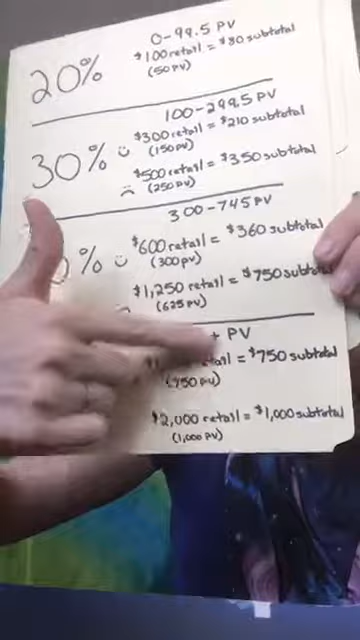 20%
0-99.5 PV
$100 retail = $80 subtotal
(50 PV)
30%
100-299.5 PV
$300 retail = $210 subtotal
(150 PV)
$500 retail = $350 subtotal
(250 PV)
300-745 PV
0%
$600 retail = $360 subtotal
(300 PV)
$1,250 retail = $750 subtotal
(625 PV)
+ PV
= $750 subtotal
(750 PV)
$2,000 retail = $1,000 subtotal
(1,000 PV)